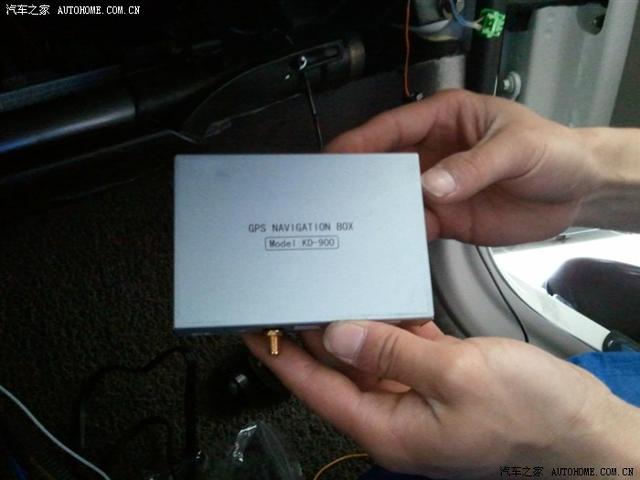 汽车之家 AUTOHOME.COM.CN
GPS NAVIGATION BOX
Model KD-900
汽车之家 AUTOHOME.COM.CN